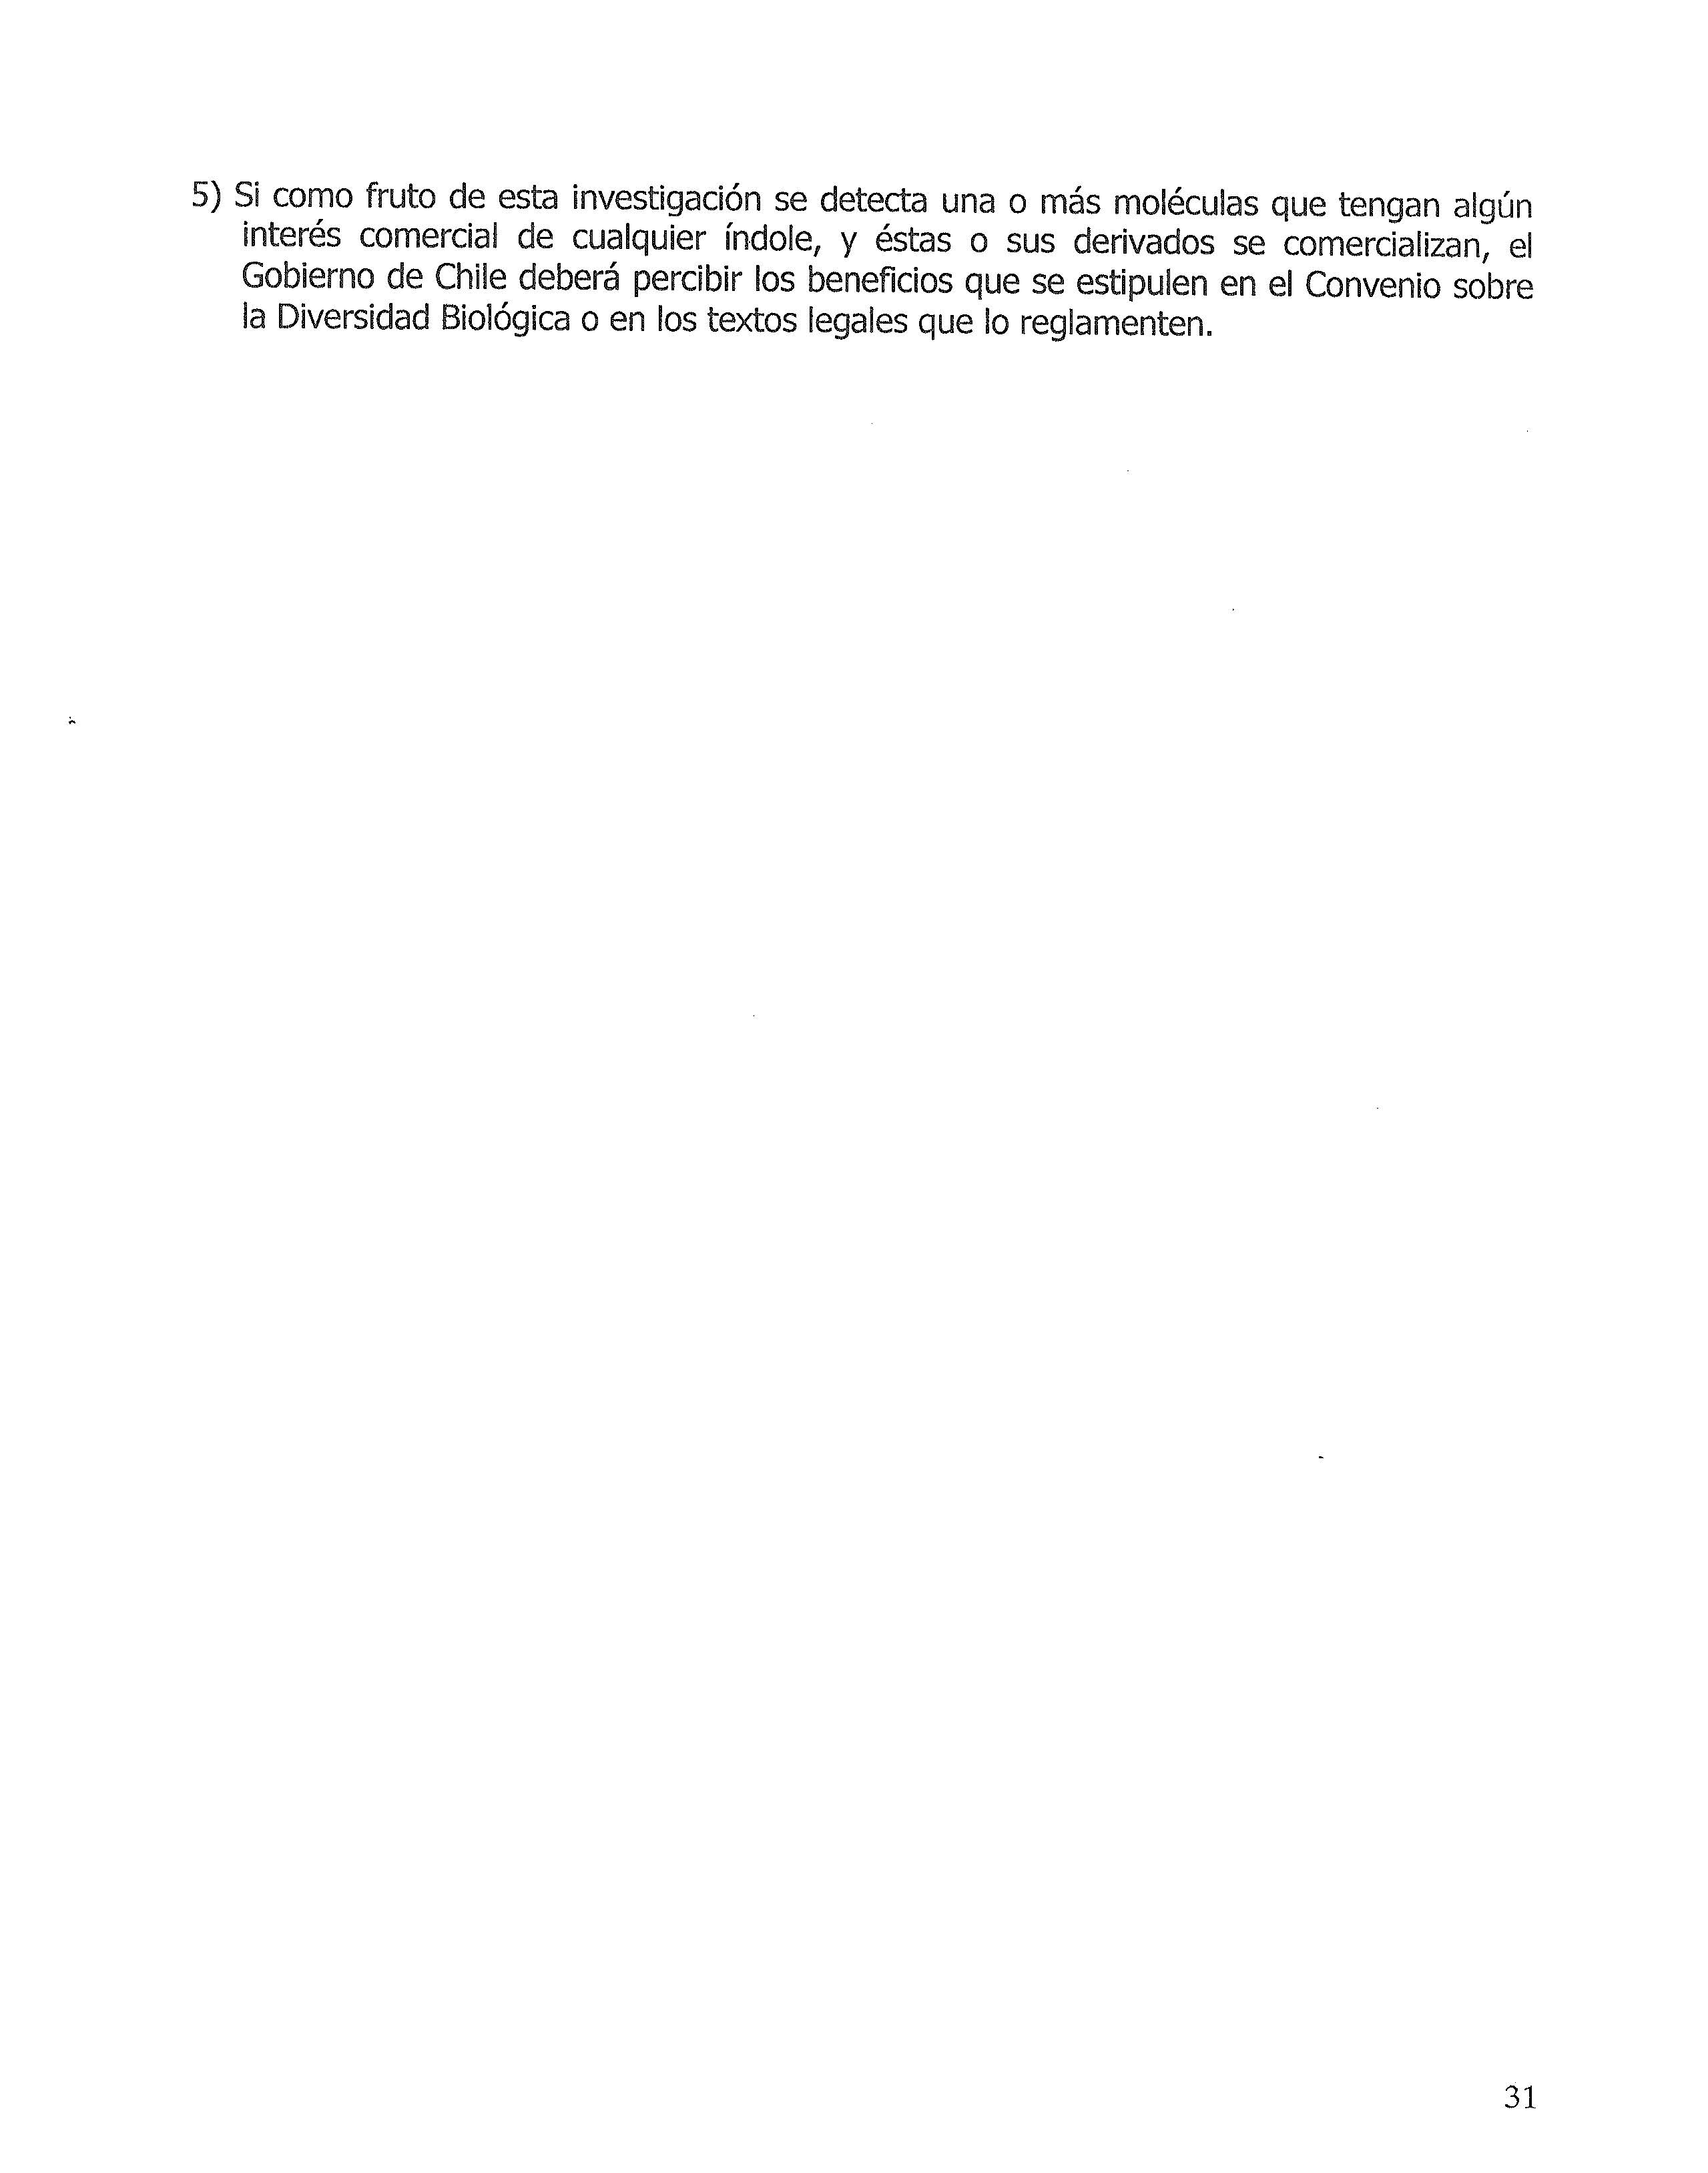 5) Si como fruto de esta investigación se detecta una o más moléculas que tengan algún
interés comercial de cualquier índole, y éstas o sus derivados se comercializan, el
Gobierno de Chile deberá percibir los beneficios que se estipulen en el Convenio sobre
la Diversidad Biológica o en los textos legales que lo reglamenten.
31